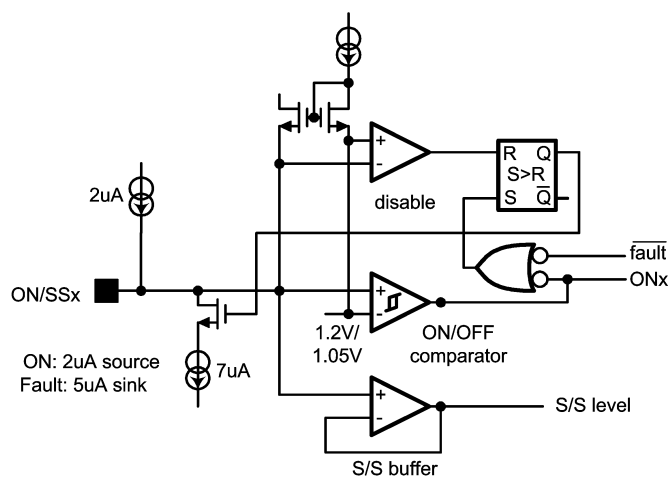 2uA
disable
R Q
S>R
S Q
fault
ONx
ON/SSx
1.2V/
1.05V
ON/OFF
comparator
ON: 2uA source
Fault: 5uA sink
7uA
S/S level
S/S buffer
+
-
+
-
+
-